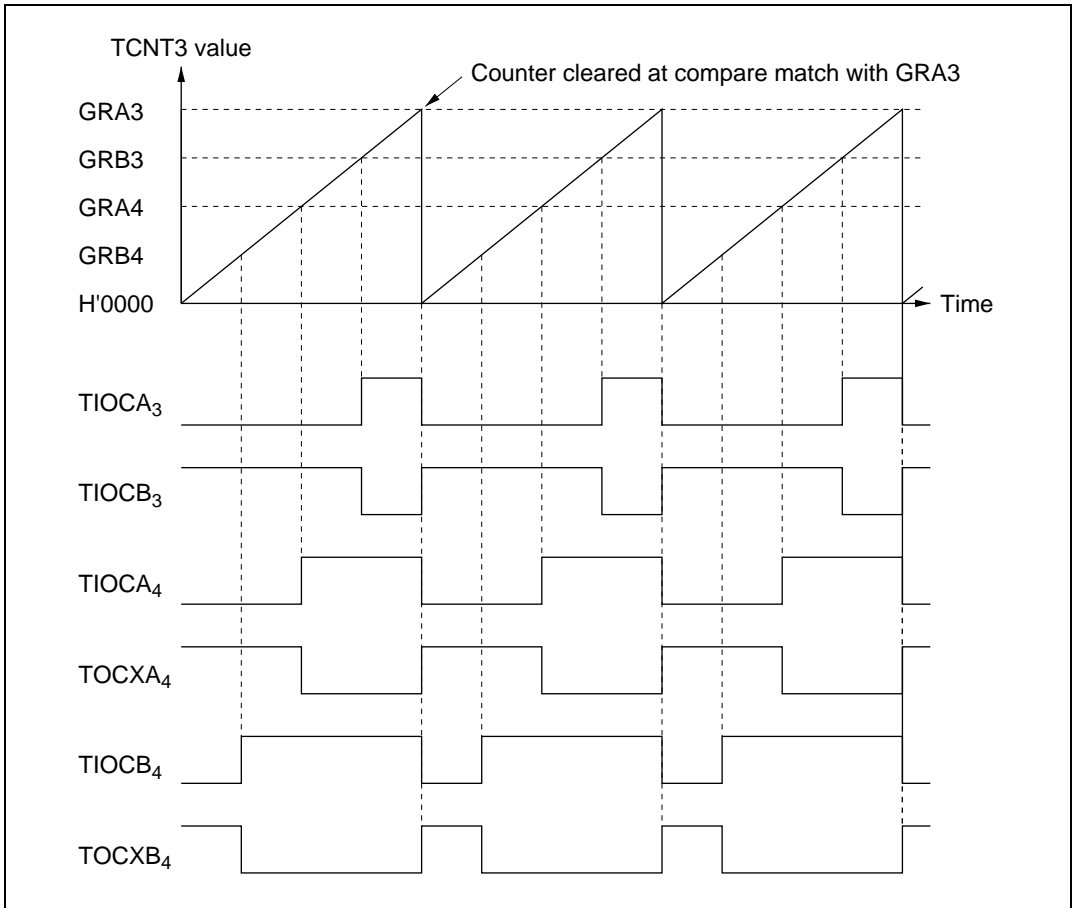 TCNT3 value
Counter cleared at compare match with GRA3
GRA3
GRB3
GRA4
GRB4
H'0000
Time
TIOCA3
TIOCB3
TIOCA4
TOCXA4
TIOCB4
TOCXB4